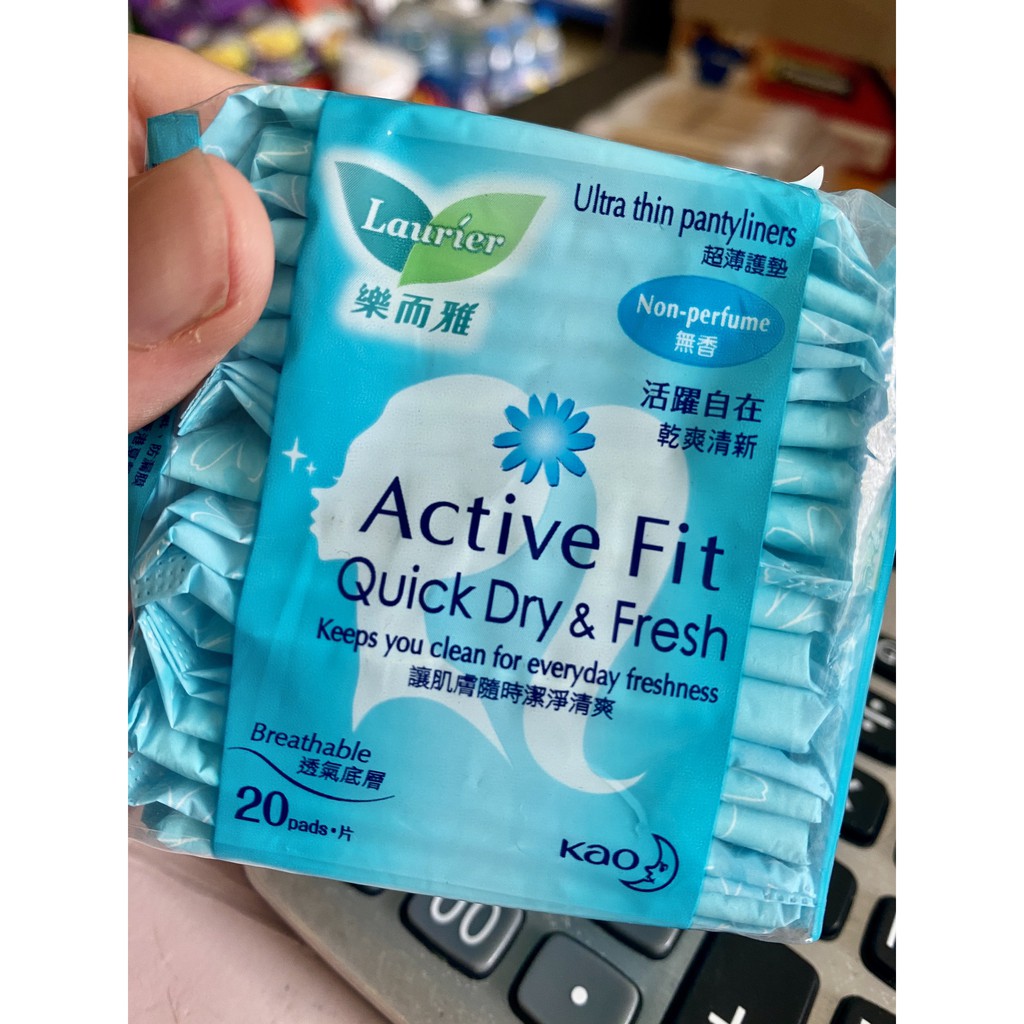 Laurier
樂而雅
Ultra thin pantyliners
超薄護墊
Non-perfume
無香
活躍自在
乾爽清新
Active Fit
Quick Dry & Fresh
Keeps you clean for everyday freshness
讓肌膚隨時潔淨清爽
Breathable
透氣底層
20 pads·片
Kao
00